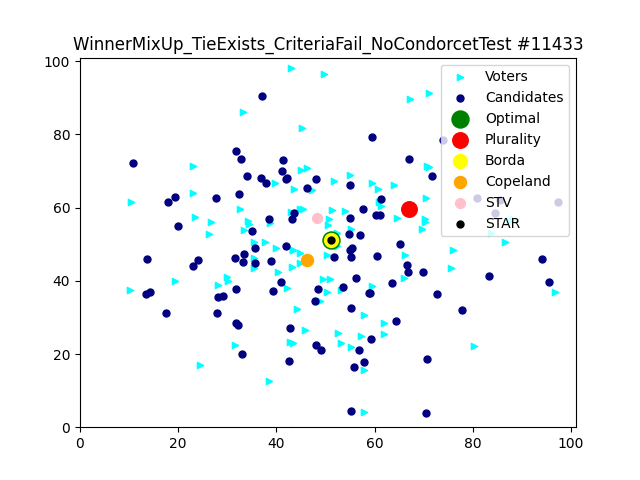 WinnerMixUp_TieExists_CriteriaFail_NoCondorcetTest #11433
100
80
60
40
20
0
0 20 40 60 80 100
Voters
Candidates
Optimal
Plurality
Borda
Copeland
STV
STAR